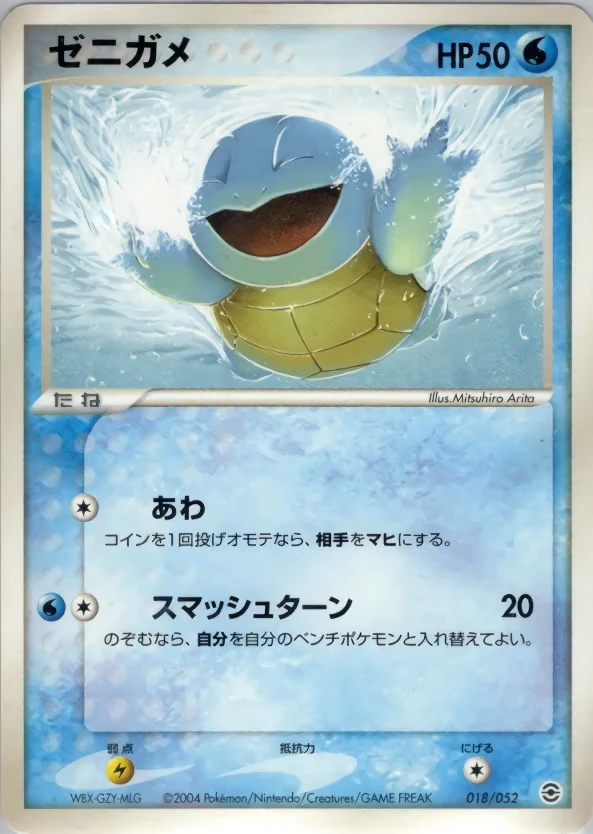 ゼニガメ HP50
たね Illus.Mitsuhiro Arita
あわ
コインを1回投げオモテなら、相手をマヒにする。
スマッシュターン 20
のぞむなら、自分を自分のベンチポケモンと入れ替えてよい。
弱点 抵抗力 にげる
WBX-GZY-MLG ©2004 Pokémon/Nintendo/Creatures/GAME FREAK 018/052